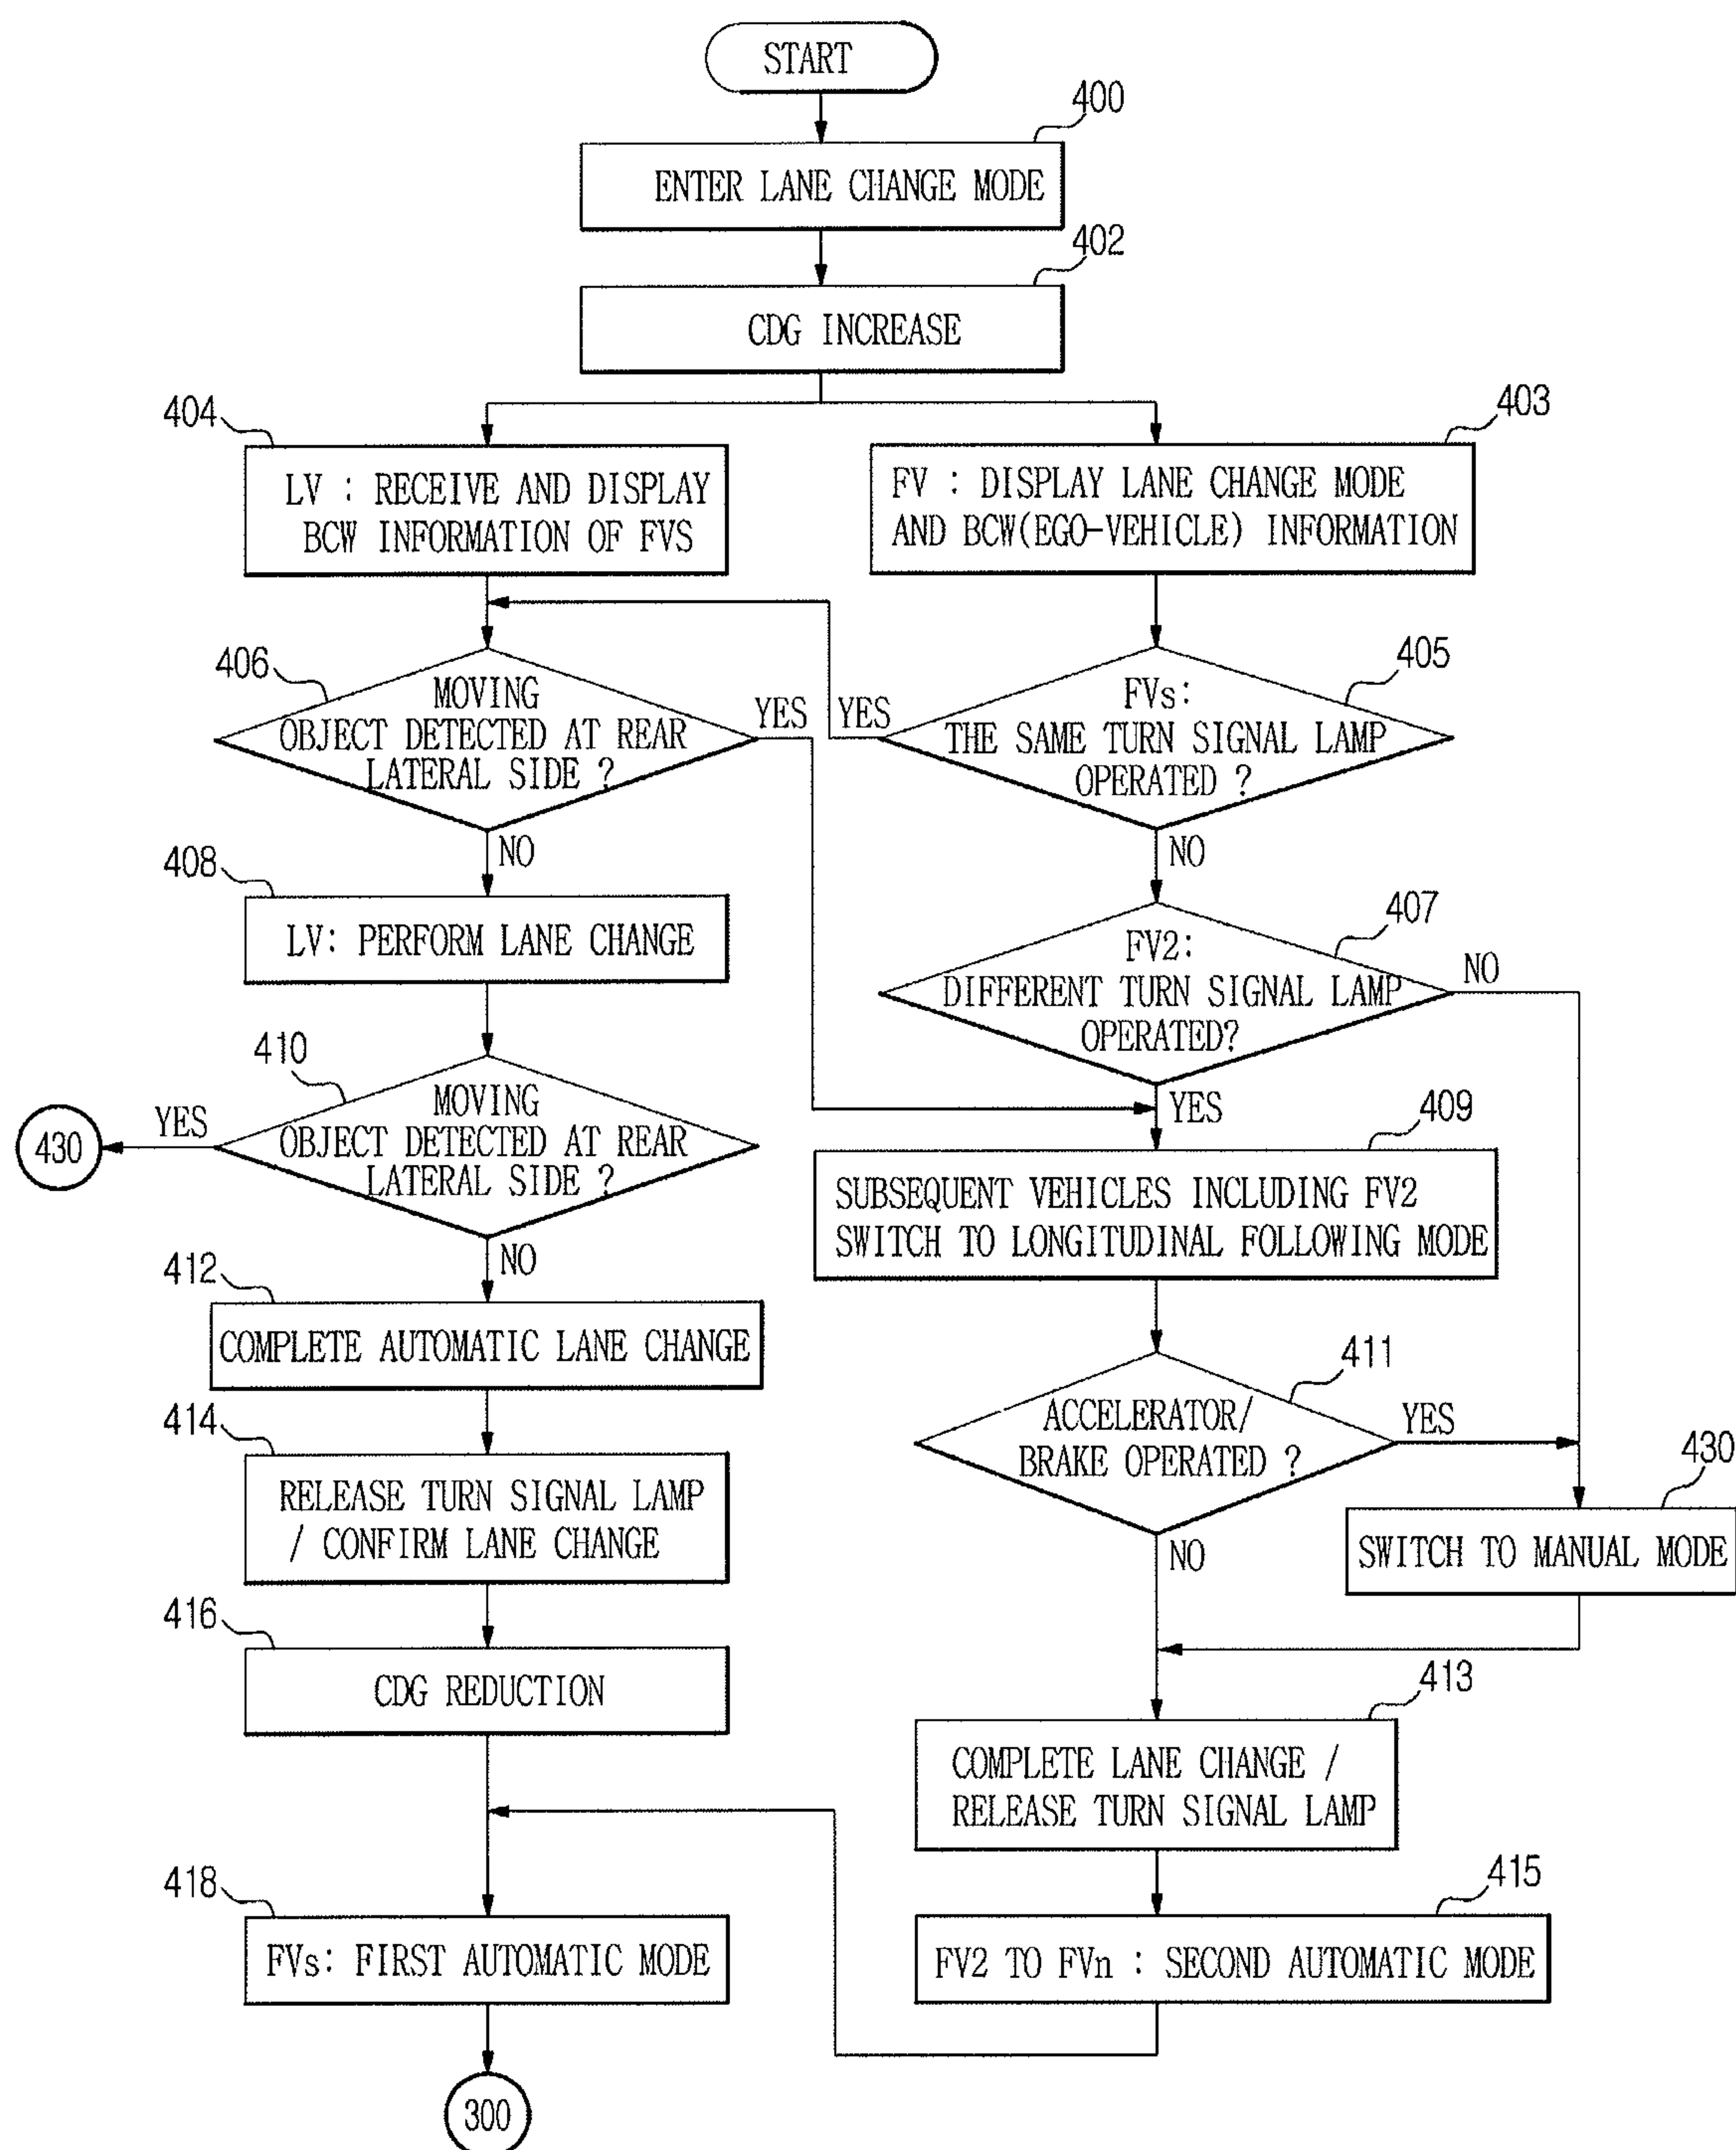 START
400
ENTER LANE CHANGE MODE
402
CDG INCREASE
404
LV : RECEIVE AND DISPLAY
BCW INFORMATION OF FVS
403
FV : DISPLAY LANE CHANGE MODE
AND BCW(EGO-VEHICLE) INFORMATION
406
MOVING
OBJECT DETECTED AT REAR
LATERAL SIDE ?
YES
NO
405
FVs:
THE SAME TURN SIGNAL LAMP
OPERATED ?
YES
NO
408
LV: PERFORM LANE CHANGE
407
FV2:
DIFFERENT TURN SIGNAL LAMP
OPERATED?
NO
YES
410
MOVING
OBJECT DETECTED AT REAR
LATERAL SIDE ?
YES
430
NO
409
SUBSEQUENT VEHICLES INCLUDING FV2
SWITCH TO LONGITUDINAL FOLLOWING MODE
412
COMPLETE AUTOMATIC LANE CHANGE
411
ACCELERATOR/
BRAKE OPERATED ?
YES
NO
414
RELEASE TURN SIGNAL LAMP
/ CONFIRM LANE CHANGE
430
SWITCH TO MANUAL MODE
416
CDG REDUCTION
413
COMPLETE LANE CHANGE /
RELEASE TURN SIGNAL LAMP
418
FVs: FIRST AUTOMATIC MODE
415
FV2 TO FVn : SECOND AUTOMATIC MODE
300